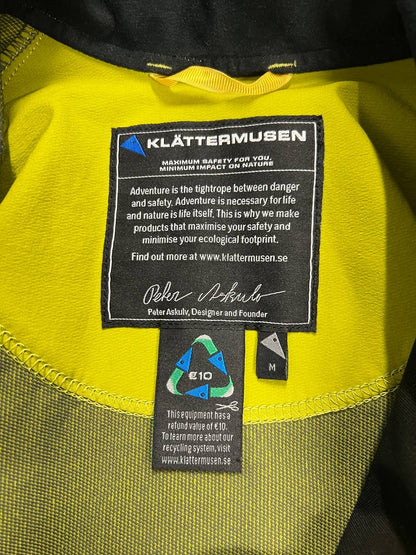 KLÄTTERMUSEN
MAXIMUM SAFETY FOR YOU,
MINIMUM IMPACT ON NATURE
Adventure is the tightrope between danger
and safety. Adventure is necessary for life
and nature is life itself. This is why we make
products that maximise your safety and
minimise your ecological footprint.
Find out more at www.klattermusen.se
Peter Askulv
Peter Askulv, Designer and Founder
€10
M
This equipment has a
refund value of €10.
To learn more about our
recycling system, visit
www.klattermusen.se